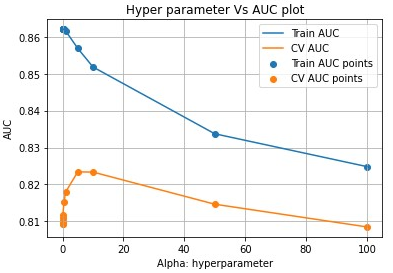 Hyper parameter Vs AUC plot
Train AUC
CV AUC
Train AUC points
CV AUC points
AUC
0.86
0.85
0.84
0.83
0.82
0.81
0 20 40 60 80 100
Alpha: hyperparameter